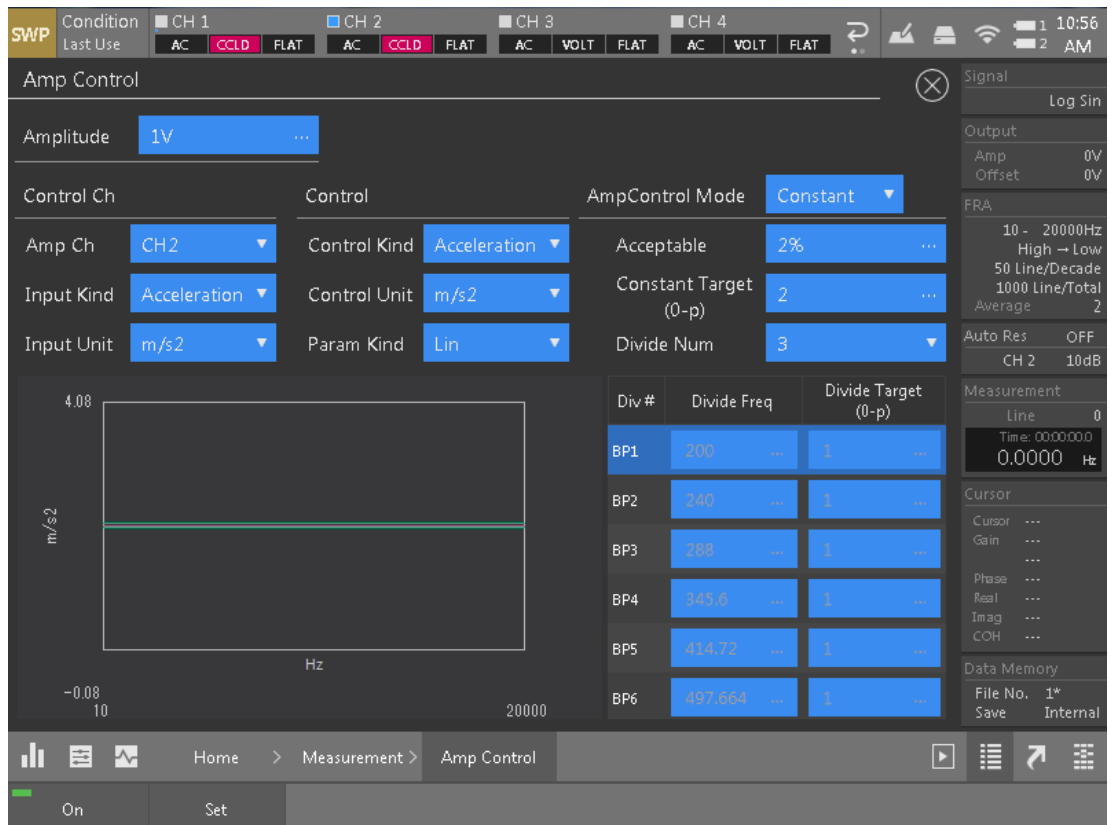 SWP
Condition
Last Use
CH 1
AC CCLD FLAT
CH 2
AC CCLD FLAT
CH 3
AC VOLT FLAT
CH 4
AC VOLT FLAT
1
2
10:56
AM
Amp Control
Amplitude 1V ...
Control Ch
Amp Ch CH2
Input Kind Acceleration
Input Unit m/s2
Control
Control Kind Acceleration
Control Unit m/s2
Param Kind Lin
AmpControl Mode Constant
Acceptable 2% ...
Constant Target
(0-p)
2 ...
Divide Num 3
4.08
m/s2
Hz
-0.08
10 20000
Div # Divide Freq Divide Target
(0-p)
BP1 200 ... 1 ...
BP2 240 ... 1 ...
BP3 288 ... 1 ...
BP4 345.6 ... 1 ...
BP5 414.72 ... 1 ...
BP6 497.664 ... 1 ...
Signal
Log Sin
Output
Amp 0V
Offset 0V
FRA
10 - 20000Hz
High → Low
50 Line/Decade
1000 Line/Total
Average 2
Auto Res OFF
CH 2 10dB
Measurement
Line 0
Time: 00:00:00.0
0.0000 Hz
Cursor
Cursor ---
Gain ---
---
Phase ---
Real ---
Imag ---
COH ---
Data Memory
File No. 1*
Save Internal
Home > Measurement > Amp Control
On Set